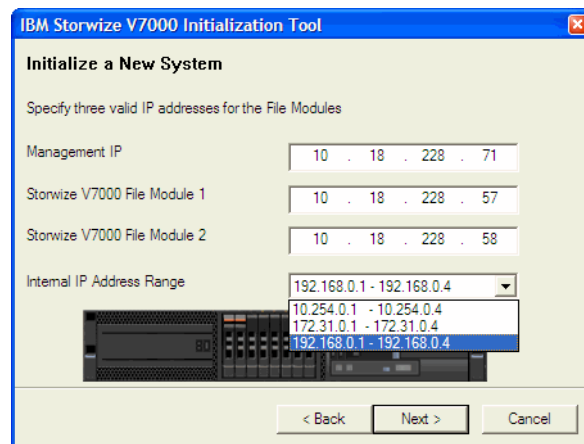 IBM Storwize V7000 Initialization Tool
Initialize a New System
Specify three valid IP addresses for the File Modules
Management IP 10 . 18 . 228 . 71
Storwize V7000 File Module 1 10 . 18 . 228 . 57
Storwize V7000 File Module 2 10 . 18 . 228 . 58
Internal IP Address Range 192.168.0.1 - 192.168.0.4
10.254.0.1 - 10.254.0.4
172.31.0.1 - 172.31.0.4
192.168.0.1 - 192.168.0.4
80
< Back Next > Cancel